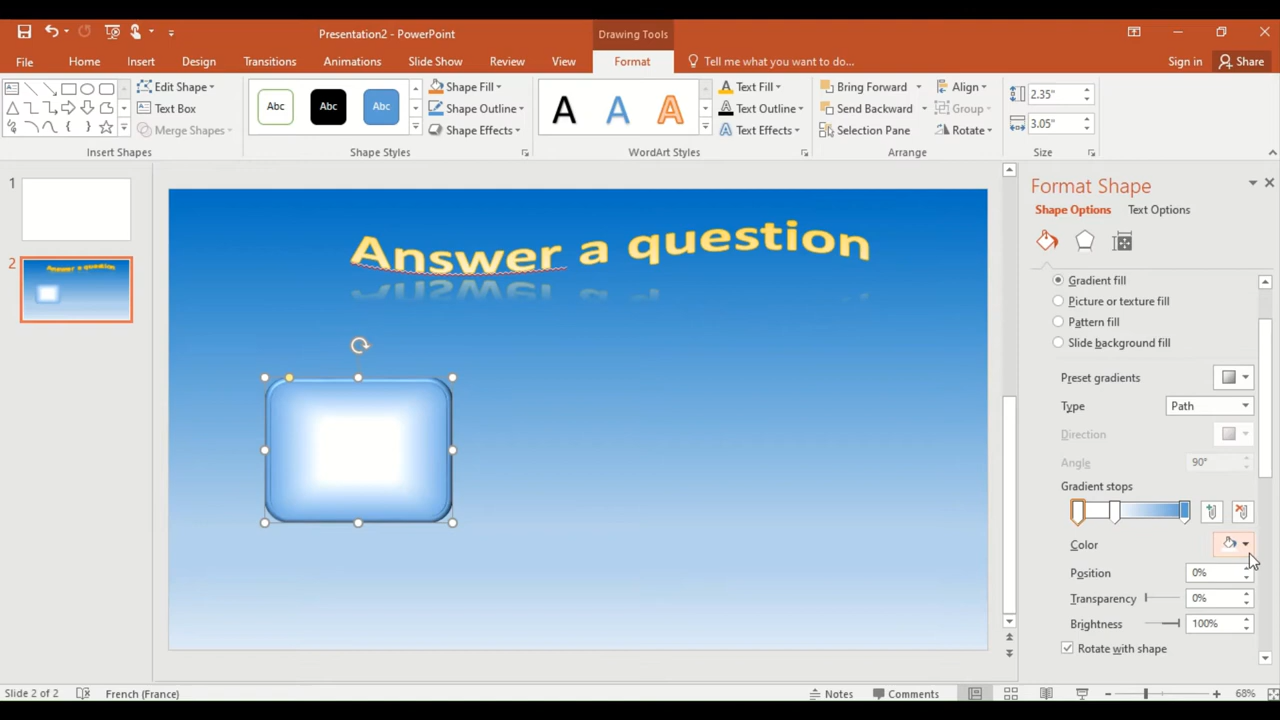 Presentation2 - PowerPoint
Drawing Tools
File Home Insert Design Transitions Animations Slide Show Review View Format Tell me what you want to do... Sign in Share
Edit Shape
Text Box
Merge Shapes
Insert Shapes
Abc Abc Abc
Shape Fill
Shape Outline
Shape Effects
Shape Styles
A A A
Text Fill
Text Outline
Text Effects
WordArt Styles
Bring Forward
Send Backward
Selection Pane
Align
Group
Rotate
Arrange
2.35"
3.05"
Size
1
2
Answer a question
Answer a question
Format Shape
Shape Options Text Options
Gradient fill
Picture or texture fill
Pattern fill
Slide background fill
Preset gradients
Type Path
Direction
Angle 90°
Gradient stops
Color
Position 0%
Transparency 0%
Brightness 100%
Rotate with shape
Slide 2 of 2 French (France) Notes Comments 68%